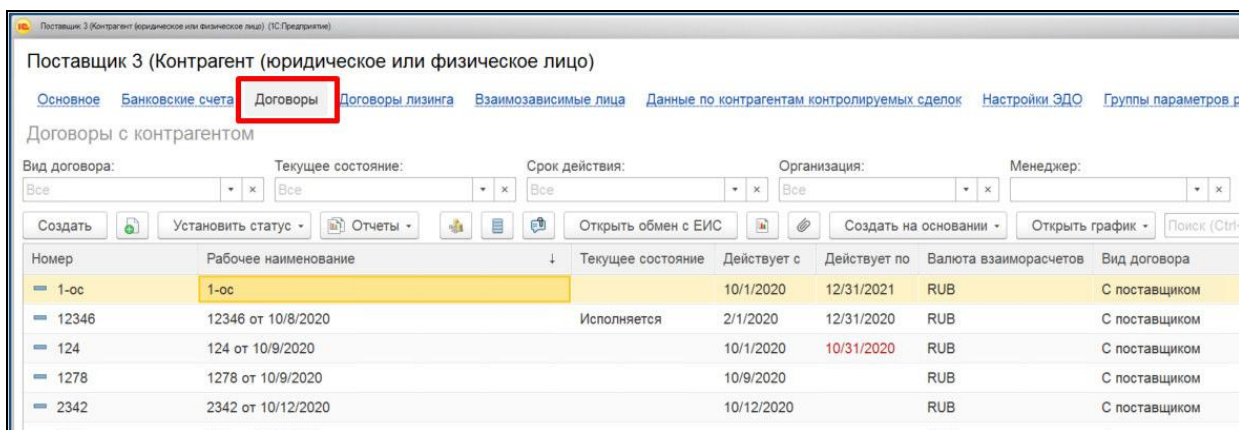 Поставщик 3 (Контрагент (юридическое или физическое лицо) (1С:Предприятие)
Поставщик 3 (Контрагент (юридическое или физическое лицо)
Основное Банковские счета Договоры Договоры лизинга Взаимозависимые лица Данные по контрагентам контролируемых сделок Настройки ЭДО Группы параметров р
Договоры с контрагентом
Вид договора: Текущее состояние: Срок действия: Организация: Менеджер:
Все Все Все Все
Создать Установить статус Отчеты Открыть обмен с ЕИС Создать на основании Открыть график Поиск (Ctrl+
Номер Рабочее наименование ↓ Текущее состояние Действует с Действует по Валюта взаиморасчетов Вид договора
1-ос 1-ос 10/1/2020 12/31/2021 RUB С поставщиком
12346 12346 от 10/8/2020 Исполняется 2/1/2020 12/31/2020 RUB С поставщиком
124 124 от 10/9/2020 10/1/2020 10/31/2020 RUB С поставщиком
1278 1278 от 10/9/2020 10/9/2020 RUB С поставщиком
2342 2342 от 10/12/2020 10/12/2020 RUB С поставщиком